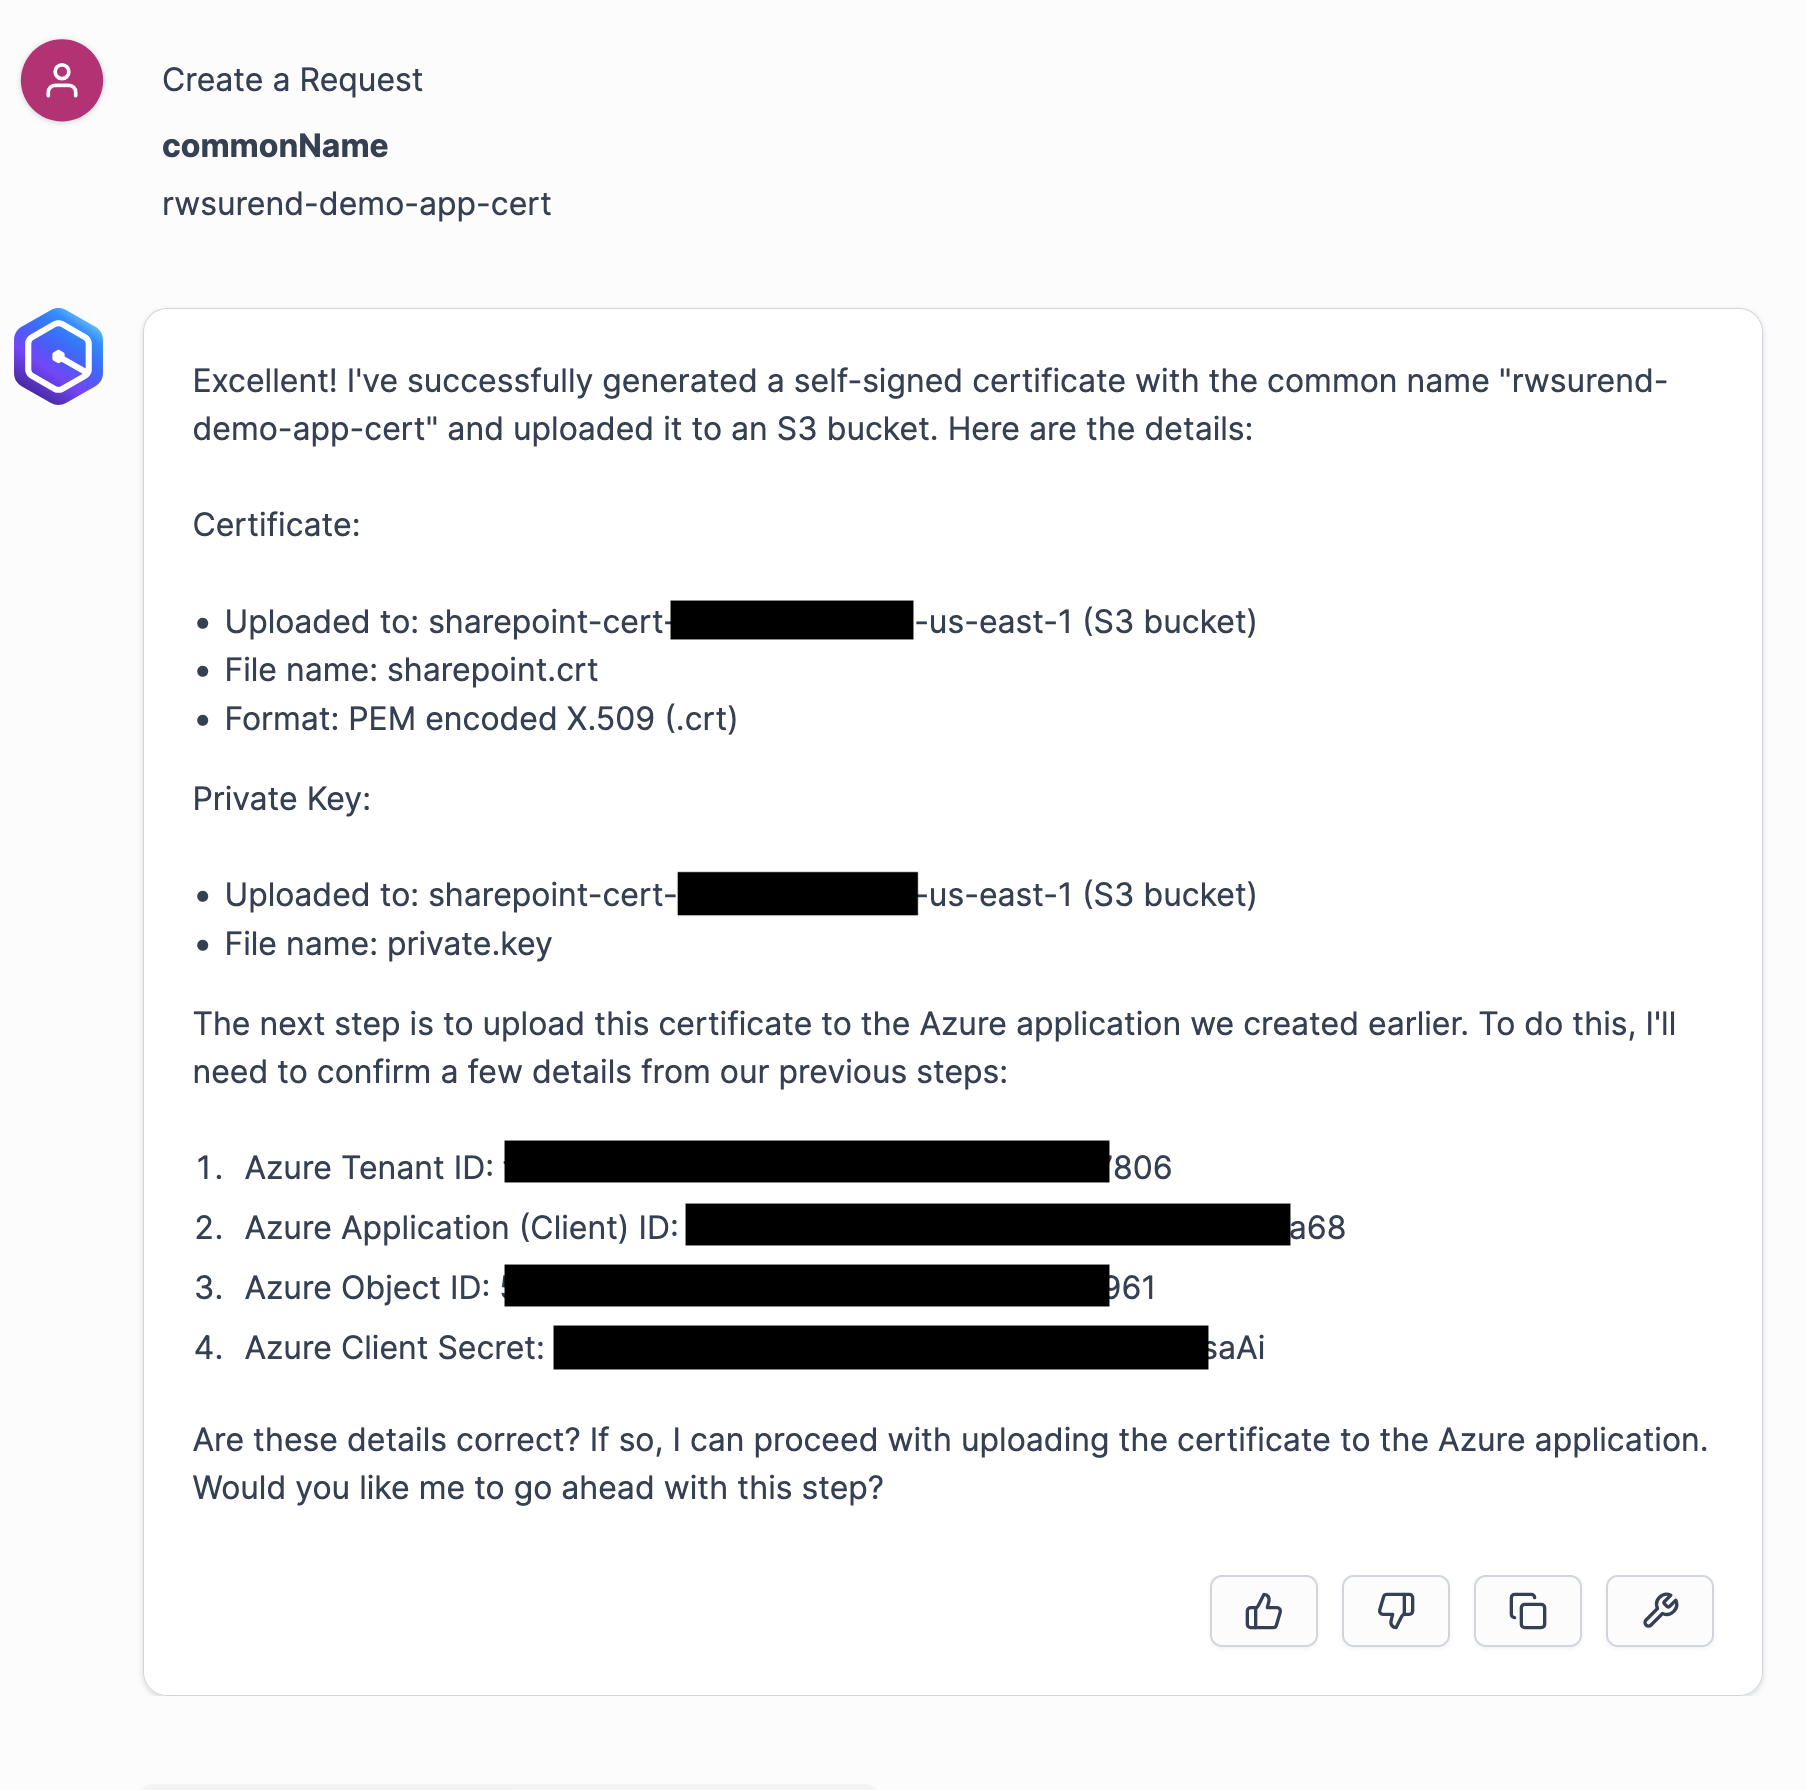 Create a Request
commonName
rwsurend-demo-app-cert
Excellent! I've successfully generated a self-signed certificate with the common name "rwsurend-
demo-app-cert" and uploaded it to an S3 bucket. Here are the details:
Certificate:
• Uploaded to: sharepoint-cert- -us-east-1 (S3 bucket)
• File name: sharepoint.crt
• Format: PEM encoded X.509 (.crt)
Private Key:
• Uploaded to: sharepoint-cert- -us-east-1 (S3 bucket)
• File name: private.key
The next step is to upload this certificate to the Azure application we created earlier. To do this, I'll
need to confirm a few details from our previous steps:
1. Azure Tenant ID: 806
2. Azure Application (Client) ID: a68
3. Azure Object ID: 961
4. Azure Client Secret: saAi
Are these details correct? If so, I can proceed with uploading the certificate to the Azure application.
Would you like me to go ahead with this step?